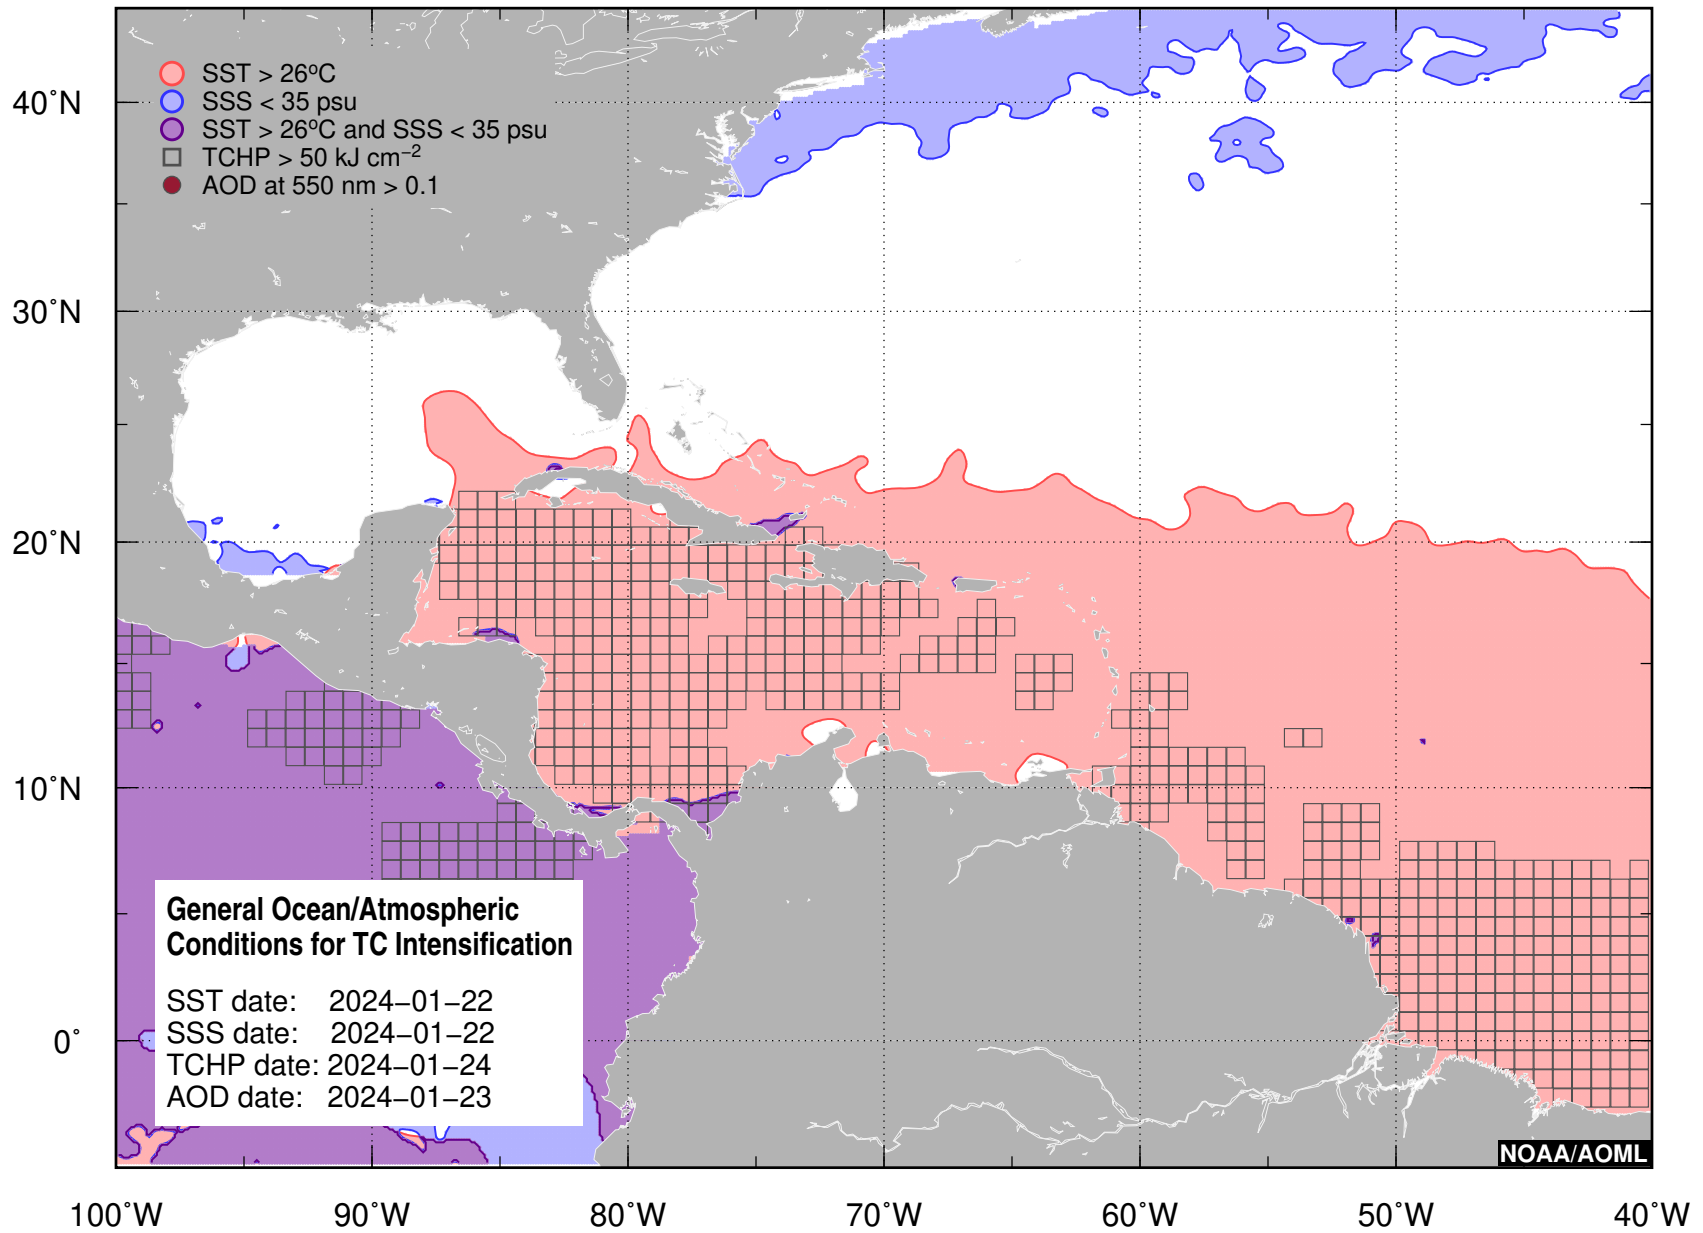 SST > 26ºC
SSS < 35 psu
SST > 26ºC and SSS < 35 psu
TCHP > 50 kJ cm⁻²
AOD at 550 nm > 0.1
40˚N
30˚N
20˚N
10˚N
0˚
General Ocean/Atmospheric
Conditions for TC Intensification
SST date: 2024−01−22
SSS date: 2024−01−22
TCHP date: 2024−01−24
AOD date: 2024−01−23
NOAA/AOML
100˚W 90˚W 80˚W 70˚W 60˚W 50˚W 40˚W